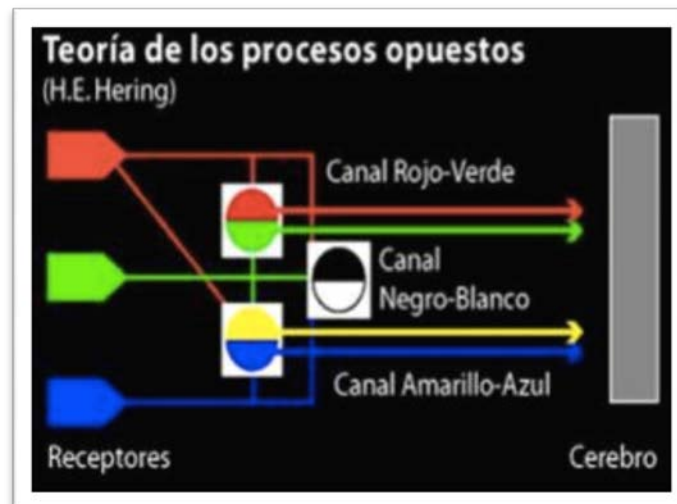 Teoría de los procesos opuestos
(H.E. Hering)
Canal Rojo-Verde
Canal
Negro-Blanco
Canal Amarillo-Azul
Receptores
Cerebro